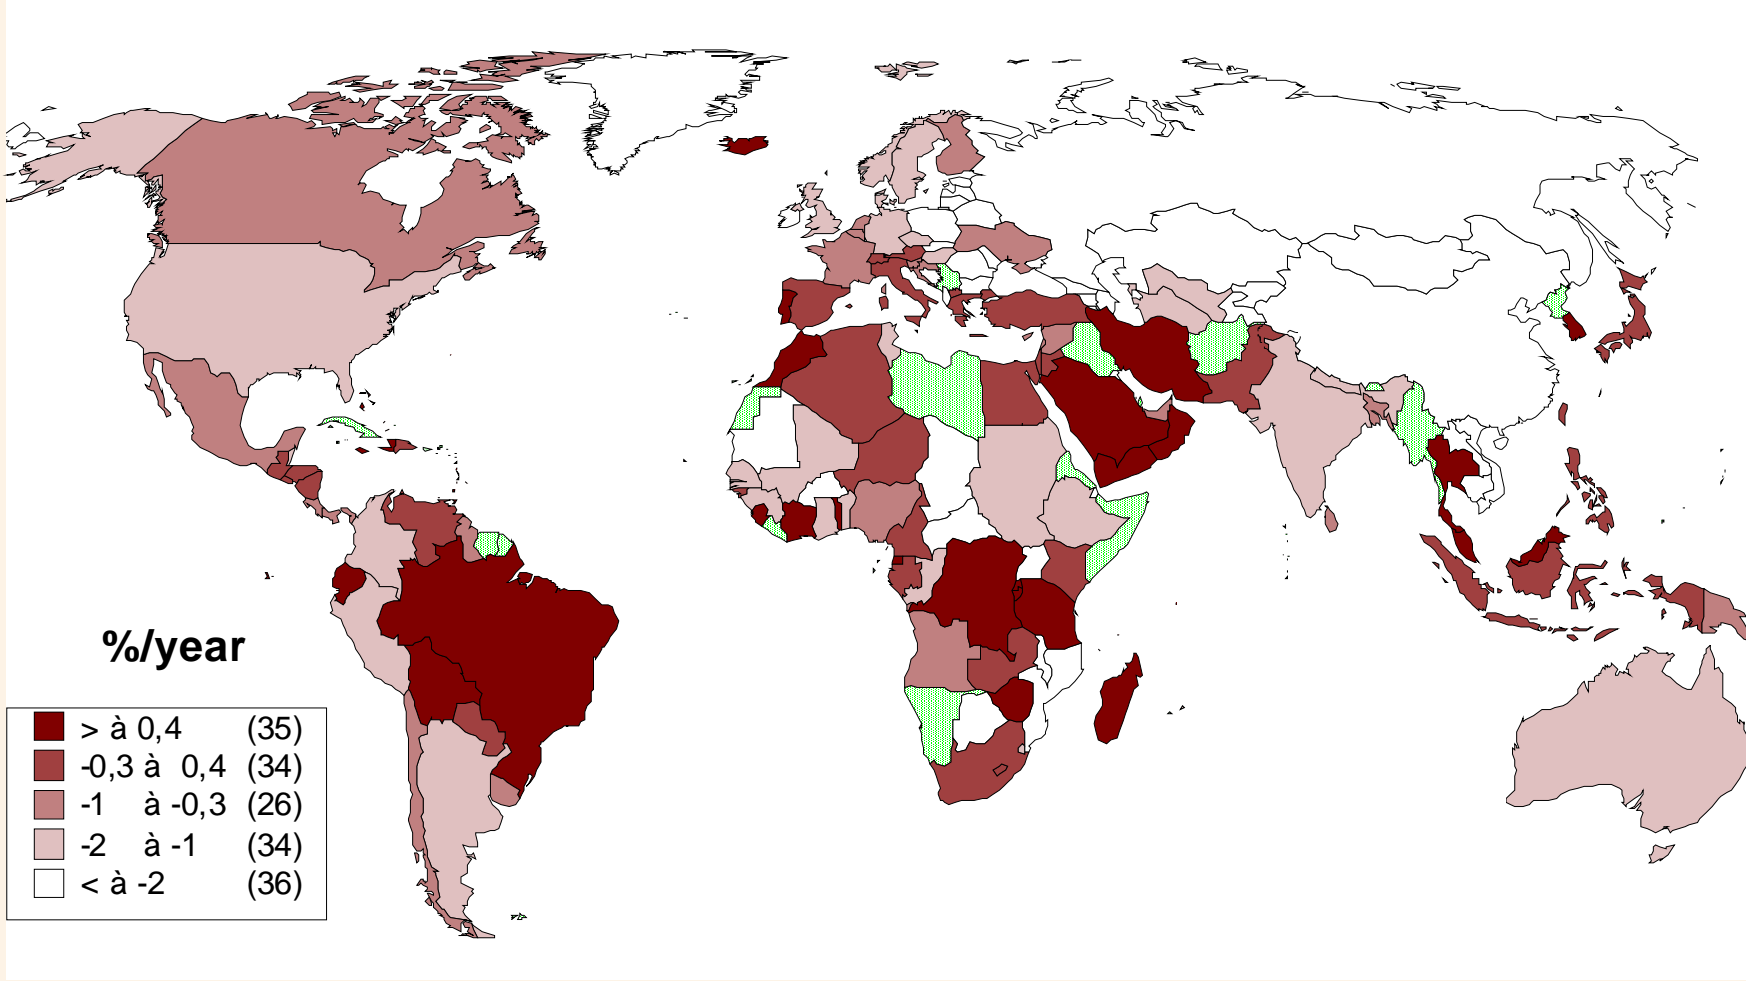 %/year
> à 0,4 (35)
-0,3 à 0,4 (34)
-1 à -0,3 (26)
-2 à -1 (34)
< à -2 (36)